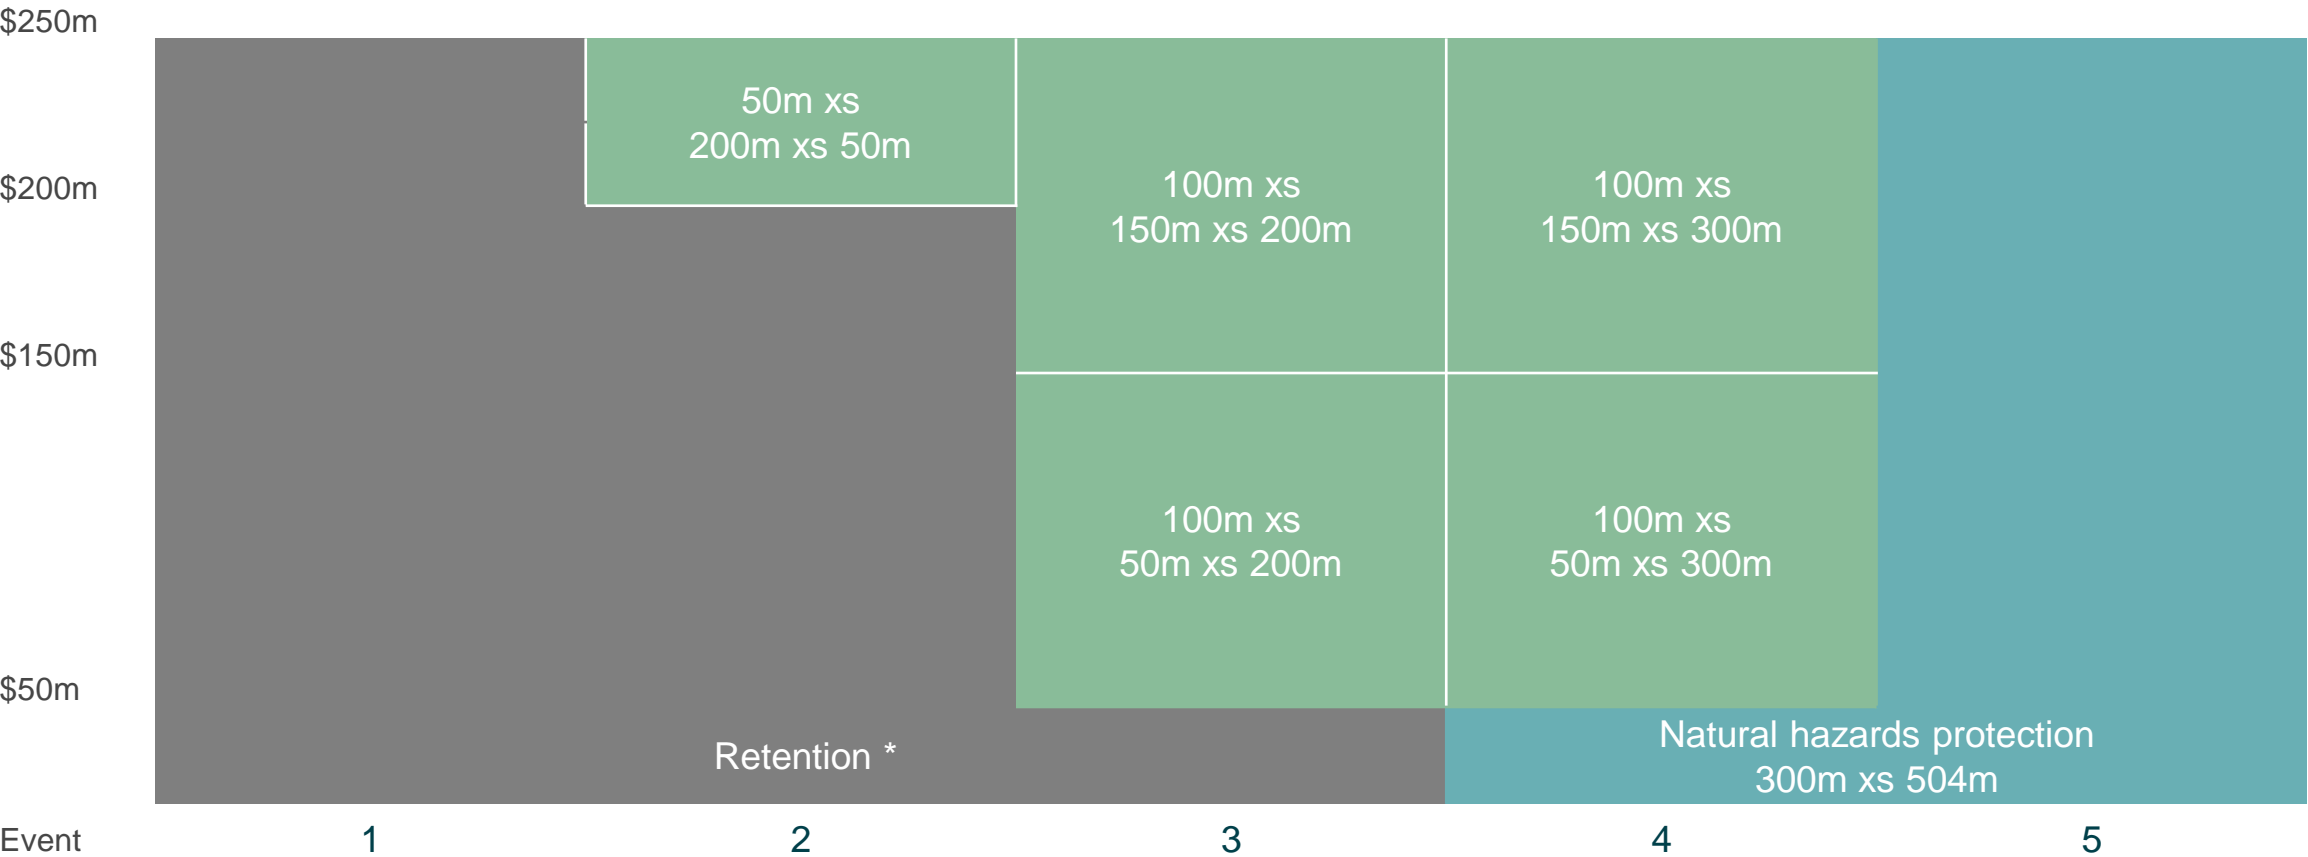 $250m
50m xs
200m xs 50m
$200m
100m xs
150m xs 200m
100m xs
150m xs 300m
$150m
100m xs
50m xs 200m
100m xs
50m xs 300m
$50m
Retention *
Natural hazards protection
300m xs 504m
Event 1 2 3 4 5